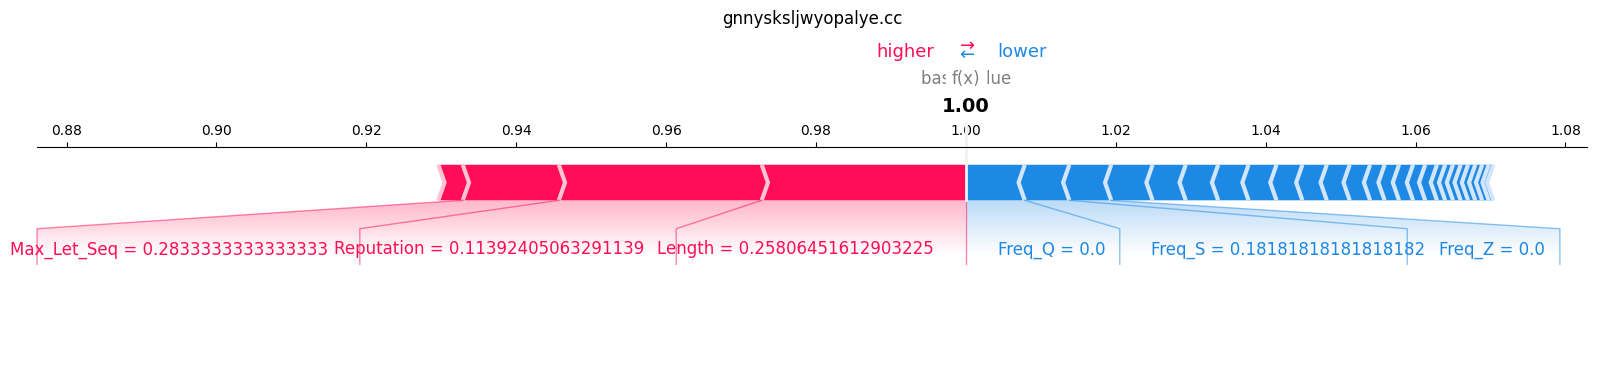 gnnysksljwyopalye.cc
higher ⇄ lower
f(x)
1.00
0.88 0.90 0.92 0.94 0.96 0.98 1.00 1.02 1.04 1.06 1.08
Max_Let_Seq = 0.2833333333333333 Reputation = 0.11392405063291139 Length = 0.25806451612903225 Freq_Q = 0.0 Freq_S = 0.18181818181818182 Freq_Z = 0.0